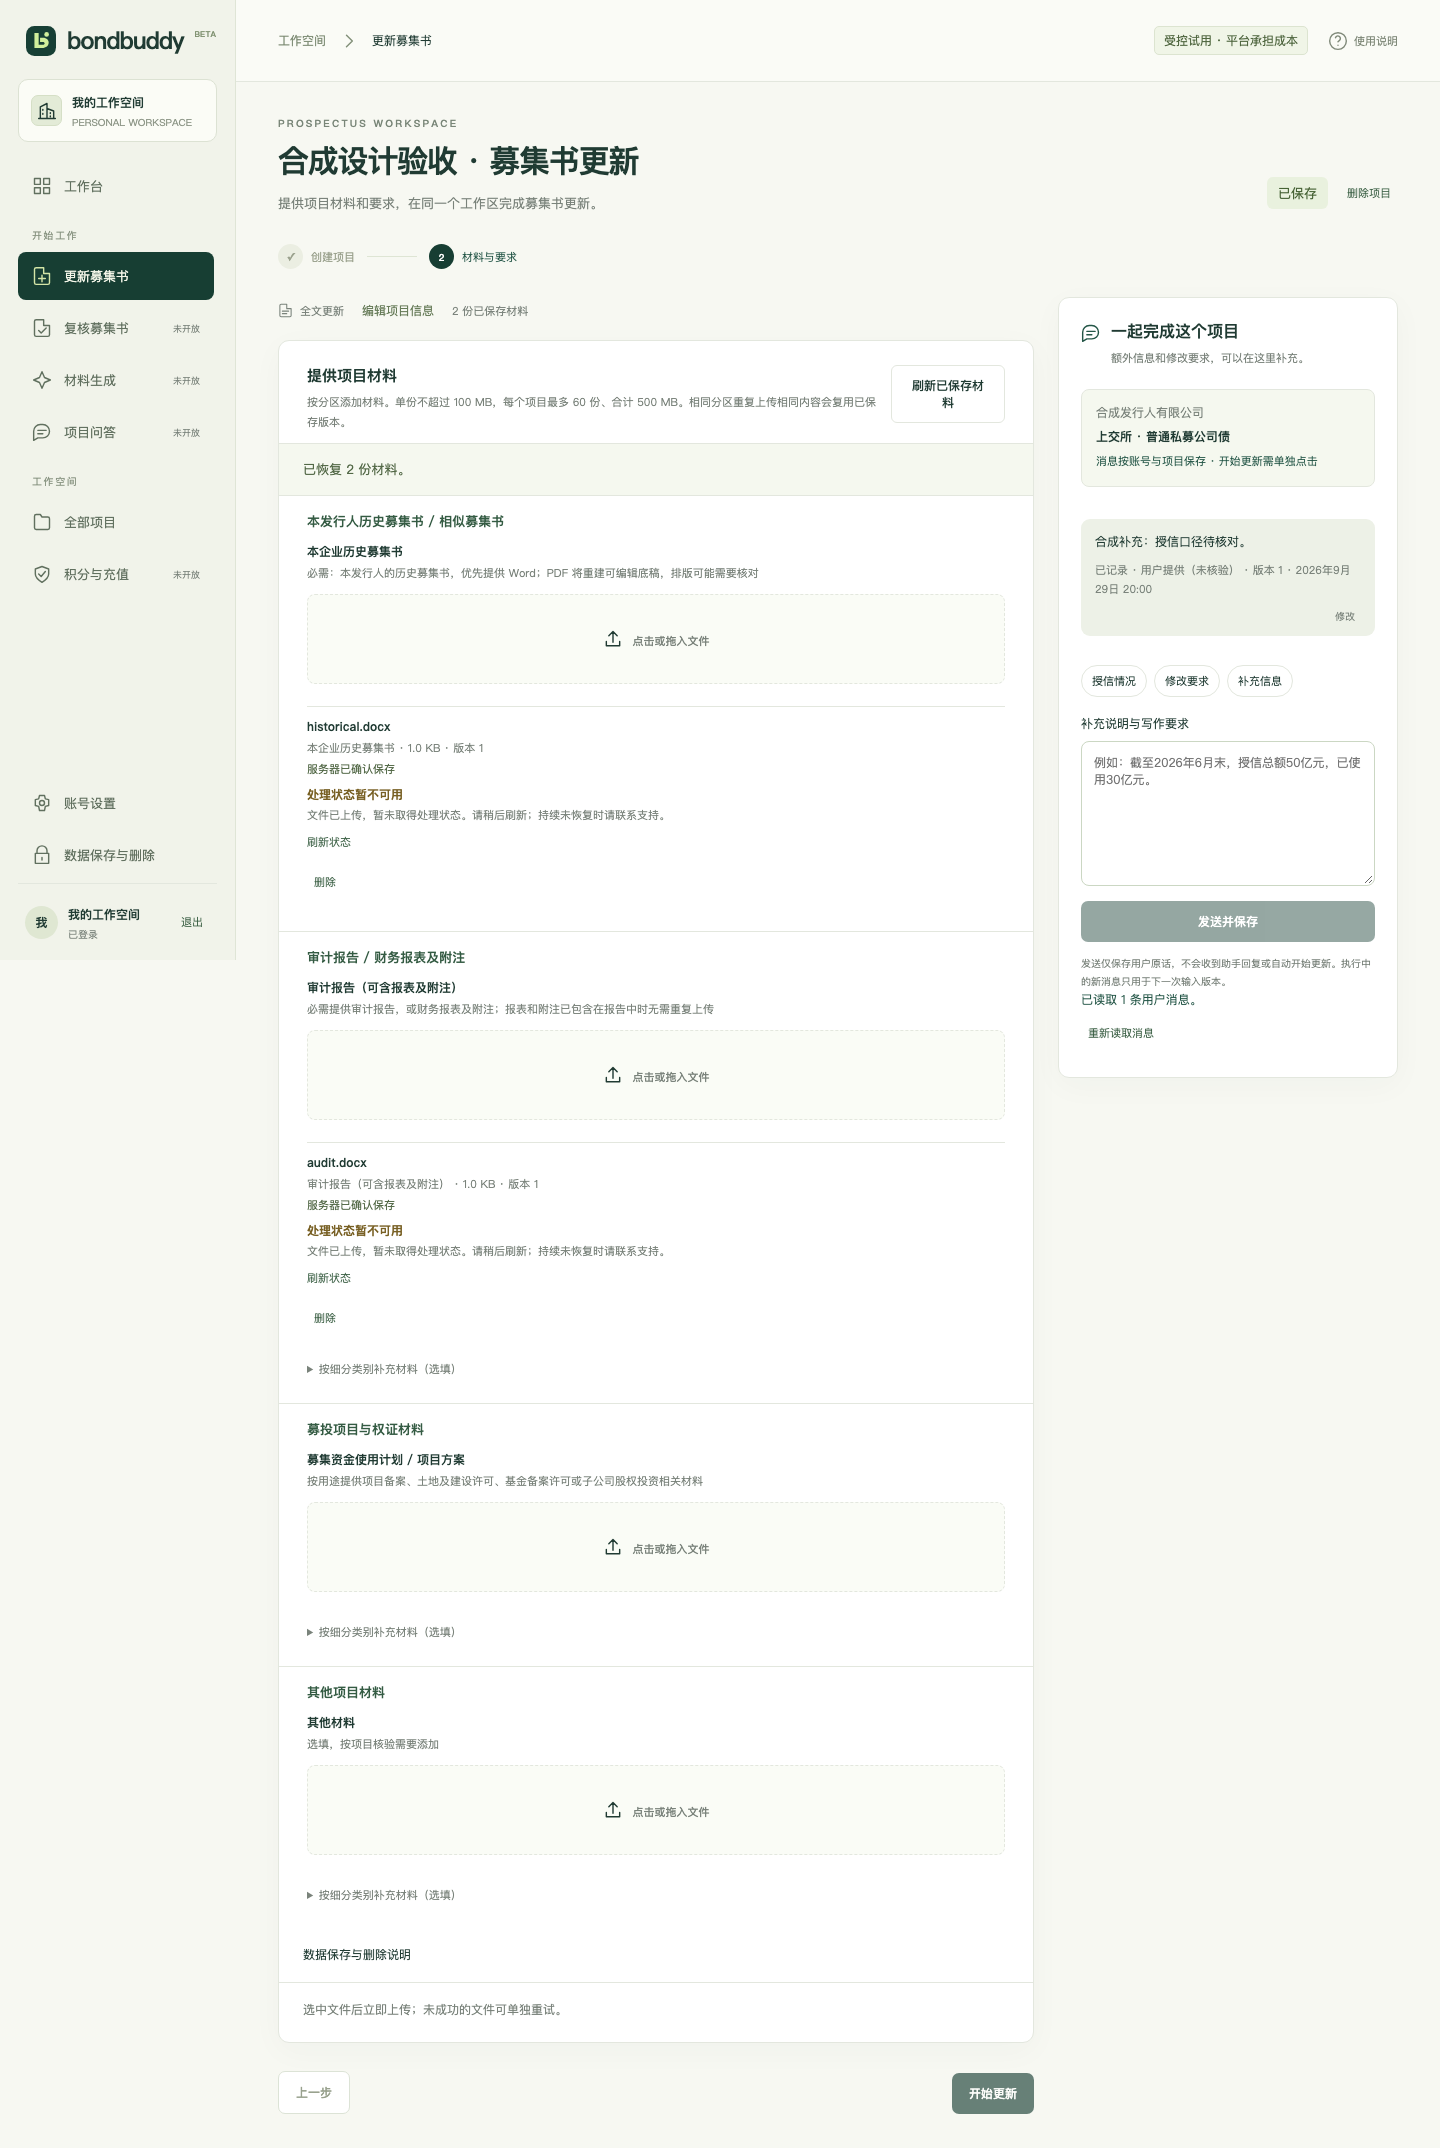 bondbuddy BETA
我的工作空间
PERSONAL WORKSPACE
工作台
开始工作
更新募集书
复核募集书 未开放
材料生成 未开放
项目问答 未开放
工作空间
全部项目
积分与充值 未开放
账号设置
数据保存与删除
我 我的工作空间
已登录
退出
工作空间 更新募集书
受控试用 · 平台承担成本
使用说明
PROSPECTUS WORKSPACE
合成设计验收 · 募集书更新
提供项目材料和要求，在同一个工作区完成募集书更新。
已保存 删除项目
创建项目 2 材料与要求
全文更新 编辑项目信息 2 份已保存材料
提供项目材料
按分区添加材料。单份不超过 100 MB，每个项目最多 60 份、合计 500 MB。相同分区重复上传相同内容会复用已保
存版本。
刷新已保存材
料
已恢复 2 份材料。
本发行人历史募集书 / 相似募集书
本企业历史募集书
必需：本发行人的历史募集书，优先提供 Word；PDF 将重建可编辑底稿，排版可能需要核对
点击或拖入文件
historical.docx
本企业历史募集书 · 1.0 KB · 版本 1
服务器已确认保存
处理状态暂不可用
文件已上传，暂未取得处理状态。请稍后刷新；持续未恢复时请联系支持。
刷新状态
删除
审计报告 / 财务报表及附注
审计报告（可含报表及附注）
必需提供审计报告，或财务报表及附注；报表和附注已包含在报告中时无需重复上传
点击或拖入文件
audit.docx
审计报告（可含报表及附注） · 1.0 KB · 版本 1
服务器已确认保存
处理状态暂不可用
文件已上传，暂未取得处理状态。请稍后刷新；持续未恢复时请联系支持。
刷新状态
删除
按细分类别补充材料（选填）
募投项目与权证材料
募集资金使用计划 / 项目方案
按用途提供项目备案、土地及建设许可、基金备案许可或子公司股权投资相关材料
点击或拖入文件
按细分类别补充材料（选填）
其他项目材料
其他材料
选填，按项目核验需要添加
点击或拖入文件
按细分类别补充材料（选填）
数据保存与删除说明
选中文件后立即上传；未成功的文件可单独重试。
上一步
开始更新
一起完成这个项目
额外信息和修改要求，可以在这里补充。
合成发行人有限公司
上交所 · 普通私募公司债
消息按账号与项目保存 · 开始更新需单独点击
合成补充：授信口径待核对。
已记录 · 用户提供（未核验） · 版本 1 · 2026年9月
29日 20:00
修改
授信情况 修改要求 补充信息
补充说明与写作要求
例如：截至2026年6月末，授信总额50亿元，已使
用30亿元。
发送并保存
发送仅保存用户原话，不会收到助手回复或自动开始更新。执行中
的新消息只用于下一次输入版本。
已读取 1 条用户消息。
重新读取消息